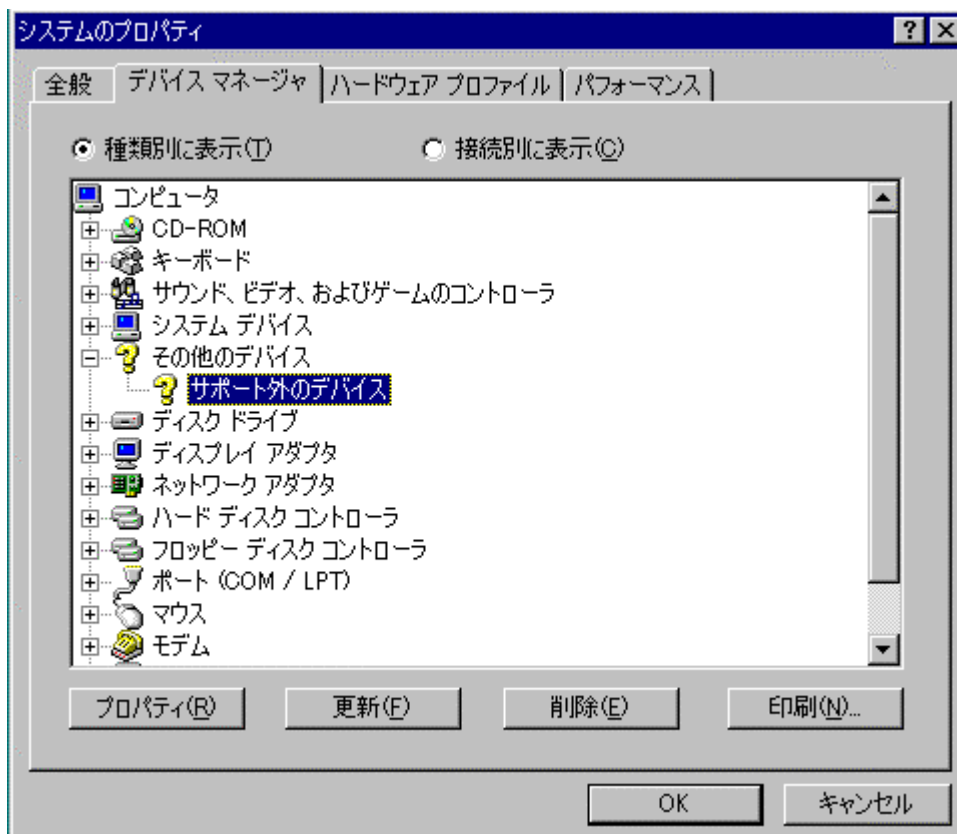 システムのプロパティ
全般 デバイス マネージャ ハードウェア プロファイル パフォーマンス
種類別に表示(T) 接続別に表示(C)
コンピュータ
CD-ROM
キーボード
サウンド、ビデオ、およびゲームのコントローラ
システム デバイス
その他のデバイス
サポート外のデバイス
ディスク ドライブ
ディスプレイ アダプタ
ネットワーク アダプタ
ハード ディスク コントローラ
フロッピー ディスク コントローラ
ポート (COM / LPT)
マウス
モデム
プロパティ(R) 更新(F) 削除(E) 印刷(N)...
OK キャンセル